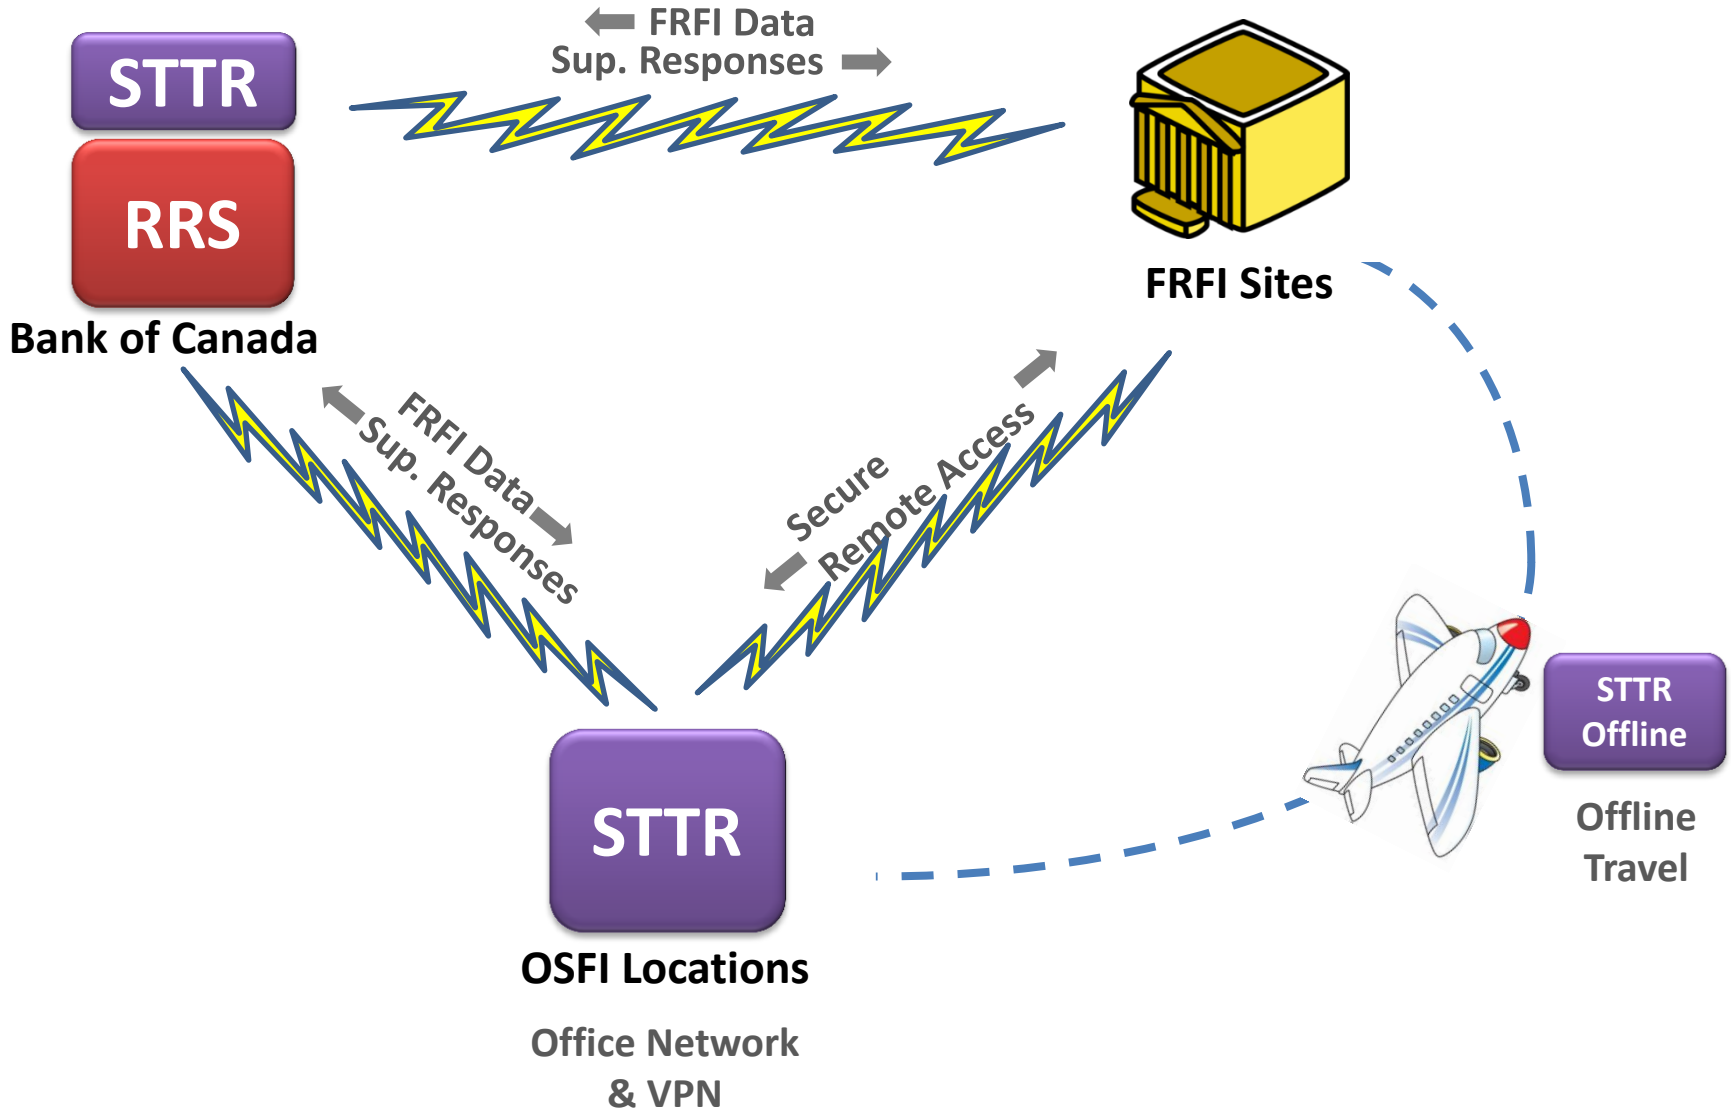 FRFI Data
Sup. Responses
STTR
RRS
Bank of Canada
FRFI Sites
FRFI Data
Sup. Responses
Secure
Remote Access
STTR
Offline
Offline
Travel
STTR
OSFI Locations
Office Network
& VPN